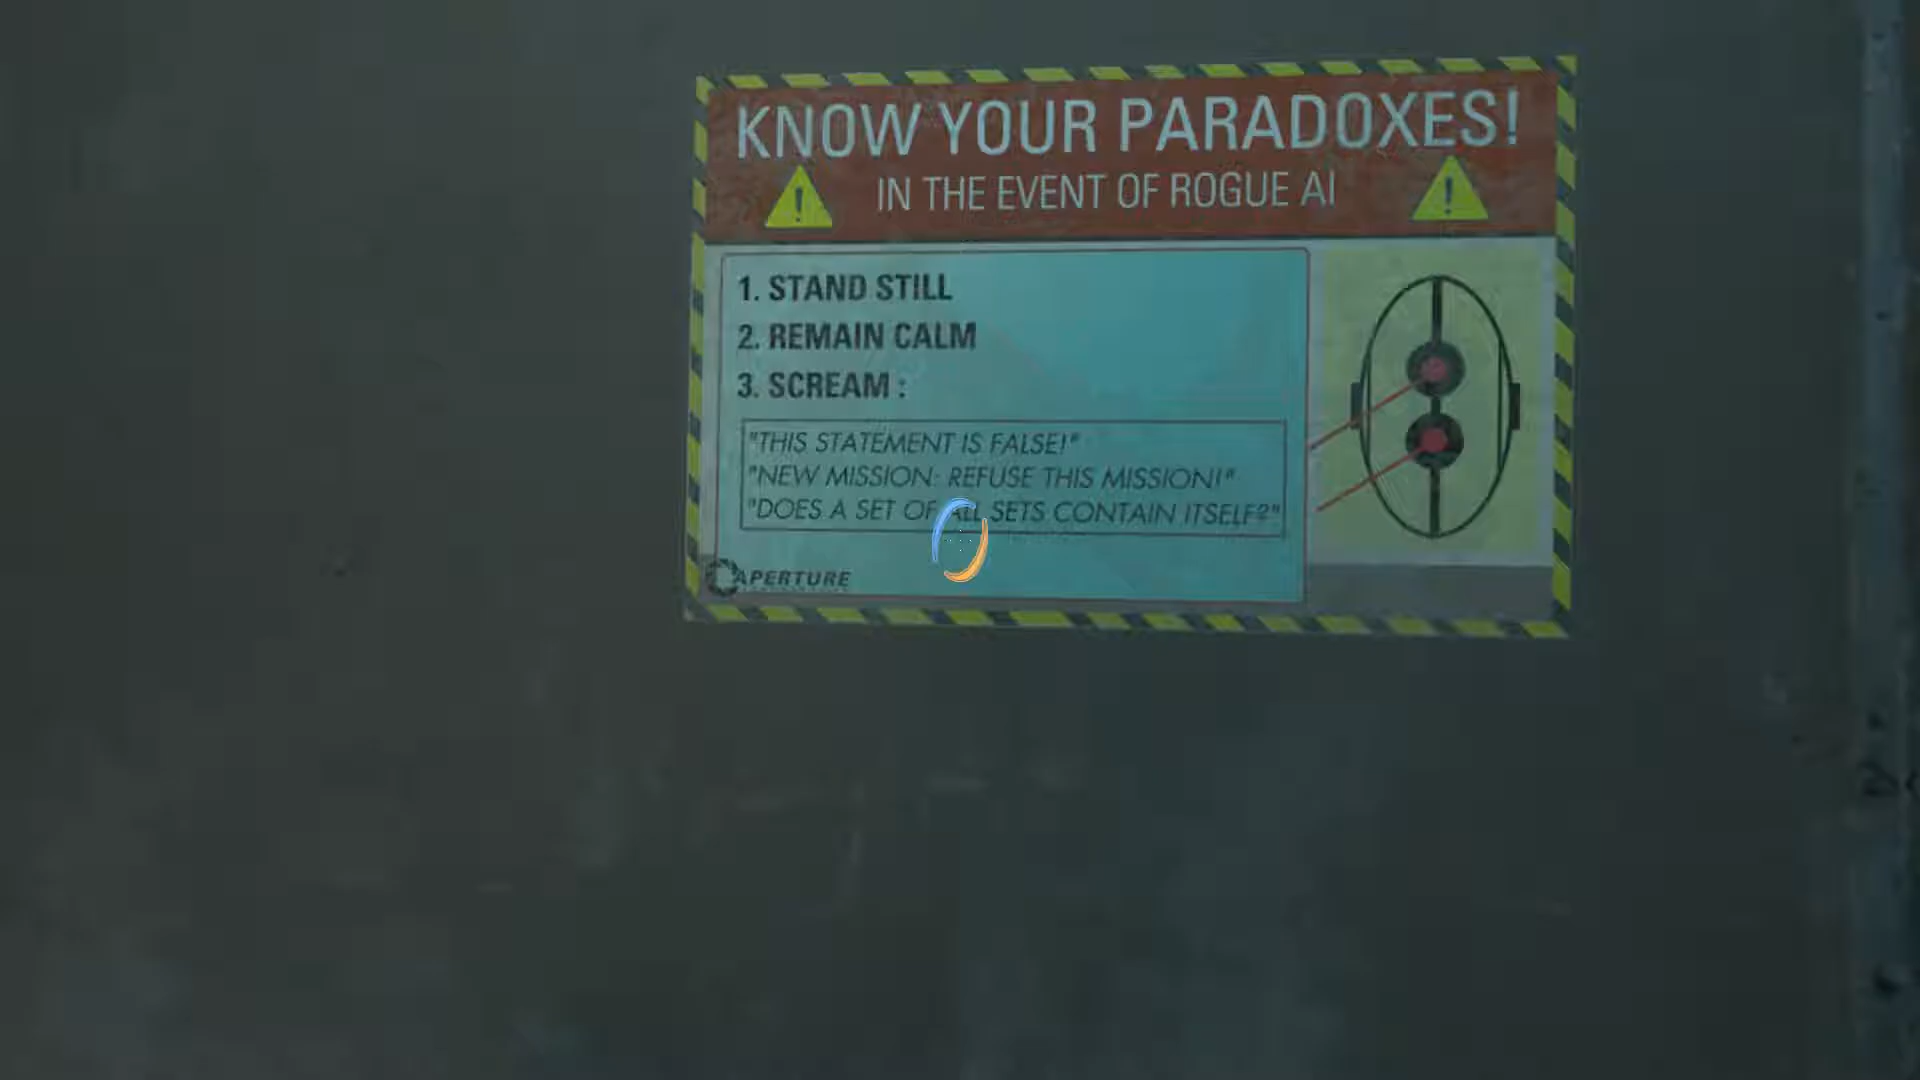 KNOW YOUR PARADOXES!
IN THE EVENT OF ROGUE AI
1. STAND STILL
2. REMAIN CALM
3. SCREAM :
"THIS STATEMENT IS FALSE!"
"NEW MISSION: REFUSE THIS MISSION!"
"DOES A SET OF ALL SETS CONTAIN ITSELF?"
APERTURE